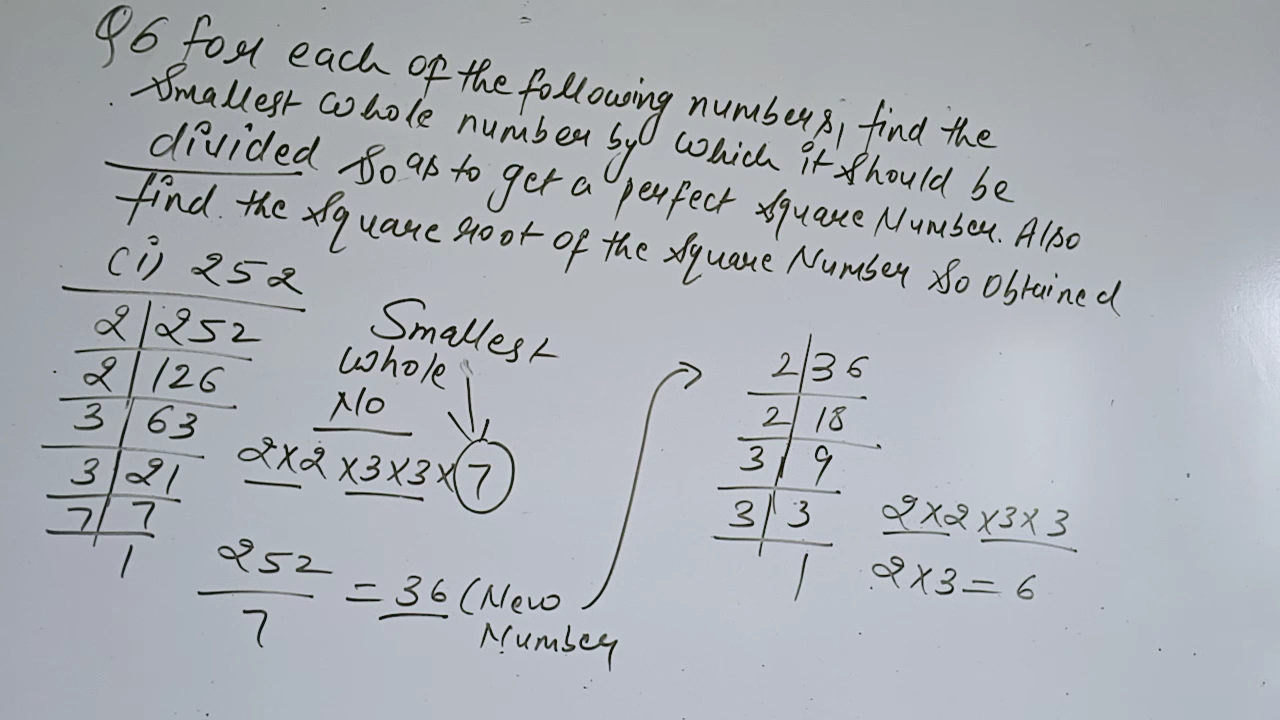 Q6 for each of the following numbers, find the
smallest whole number by which it should be
divided so as to get a perfect square Number. Also
find the square root of the square Number so obtained
(i) 252
2 | 252
2 | 126
3 | 63
3 | 21
7 | 7
1
Smallest
whole
No
2×2×3×3×7
252
7
= 36 (New
Number
2 | 36
2 | 18
3 | 9
3 | 3
1
2×2×3×3
2×3=6